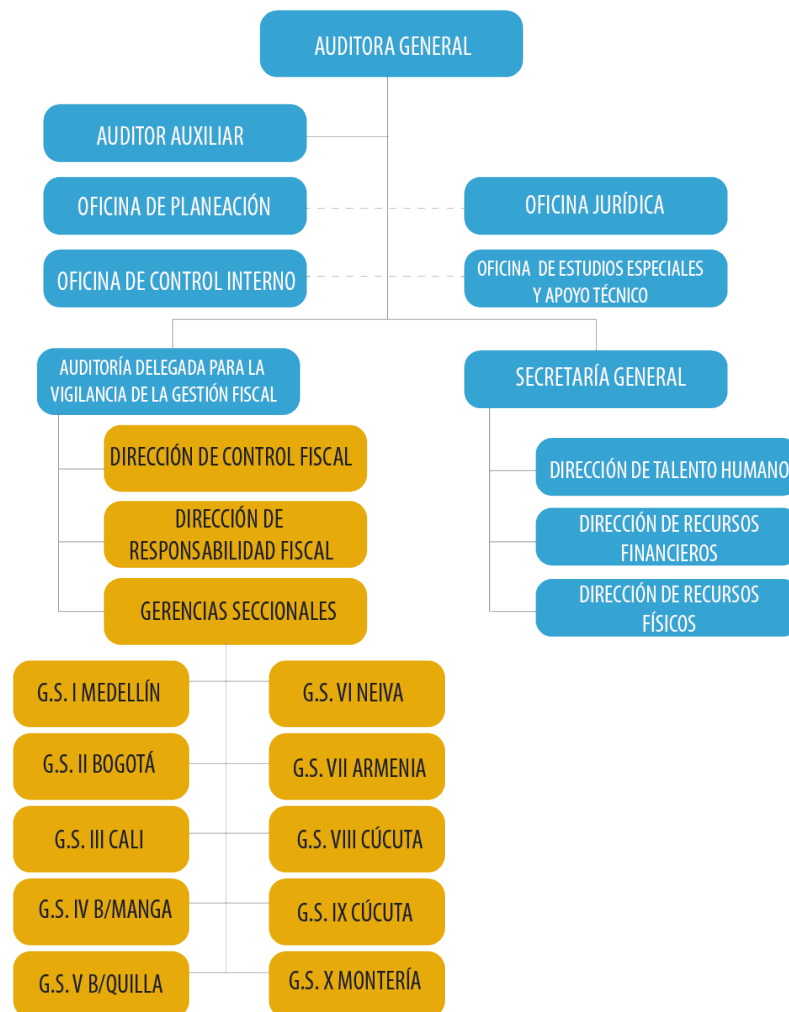 AUDITORA GENERAL
AUDITOR AUXILIAR
OFICINA DE PLANEACIÓN
OFICINA JURÍDICA
OFICINA DE CONTROL INTERNO
OFICINA DE ESTUDIOS ESPECIALES
Y APOYO TÉCNICO
AUDITORÍA DELEGADA PARA LA
VIGILANCIA DE LA GESTIÓN FISCAL
SECRETARÍA GENERAL
DIRECCIÓN DE CONTROL FISCAL
DIRECCIÓN DE
RESPONSABILIDAD FISCAL
GERENCIAS SECCIONALES
DIRECCIÓN DE TALENTO HUMANO
DIRECCIÓN DE RECURSOS
FINANCIEROS
DIRECCIÓN DE RECURSOS
FÍSICOS
G.S. I MEDELLÍN
G.S. II BOGOTÁ
G.S. III CALI
G.S. IV B/MANGA
G.S. V B/QUILLA
G.S. VI NEIVA
G.S. VII ARMENIA
G.S. VIII CÚCUTA
G.S. IX CÚCUTA
G.S. X MONTERÍA